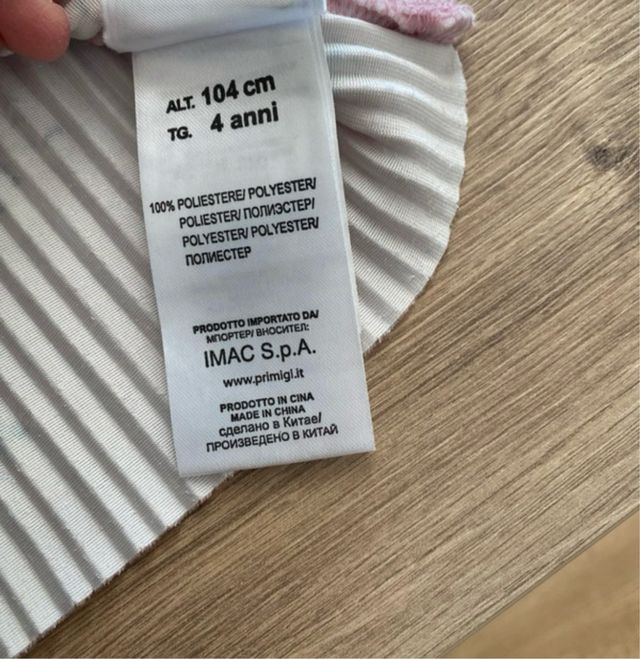 ALT. 104 cm
TG. 4 anni
100% POLIESTERE/ POLYESTER/
POLIESTER/ ПОЛИЭСТЕР/
POLYESTER/ POLYESTER/
ПОЛИЕСТЕР
PRODOTTO IMPORTATO DA/
МПОРТЕР/ ВНОСИТЕЛ:
IMAC S.p.A.
www.primigi.it
PRODOTTO IN CINA
MADE IN CHINA
сделано в Китае/
ПРОИЗВЕДЕНО В КИТАЙ